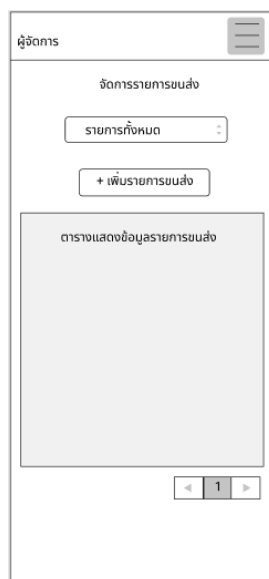 ผู้จัดการ
จัดการรายการขนส่ง
รายการทั้งหมด
+ เพิ่มรายการขนส่ง
ตารางแสดงข้อมูลรายการขนส่ง
1